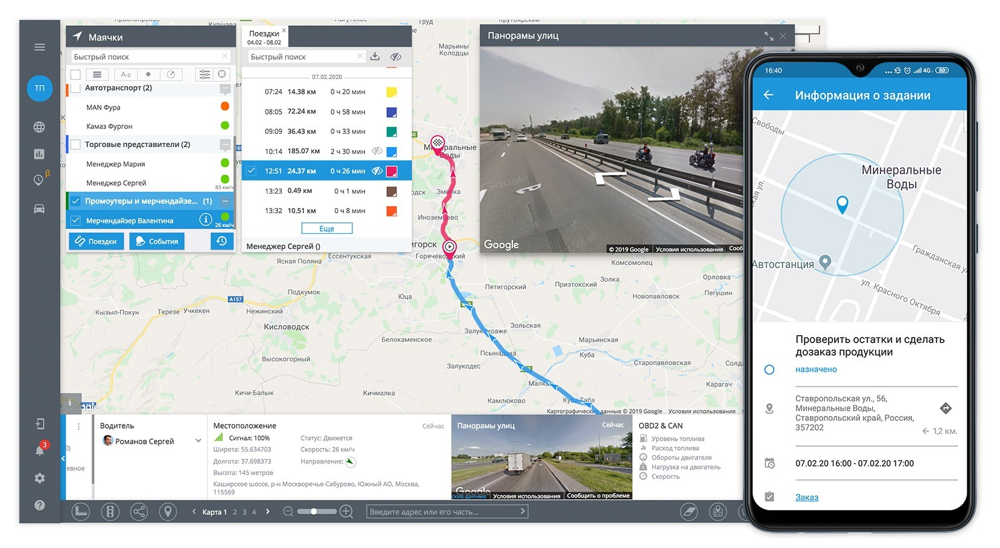 Маячки
Быстрый поиск
A-z
Автотранспорт (2)
MAN Фура
Камаз Фургон
Торговые представители (2)
Менеджер Мария
Менеджер Сергей
83 км/ч
Промоутеры и мерчендайзе... (1)
Мерчендайзер Валентина
26 км/ч
Поездки
События
ТП
β
3
Поездки
04.02 - 08.02
Быстрый поиск
07.02.2020
07:24 14.38 км 0 ч 20 мин
08:05 72.24 км 0 ч 58 мин
09:09 36.43 км 0 ч 33 мин
10:14 185.07 км 2 ч 30 мин
12:51 24.37 км 0 ч 26 мин
13:23 0.49 км 0 ч 1 мин
13:32 10.51 км 0 ч 8 мин
Еще
Менеджер Сергей ()
Нагутское
Труд
Крутоярский
Марьины
Колодцы
Минеральные
Воды
Змейка
Иноземцево
Горячеводский
Ясная Поляна
Ессентукская
Комсомолец
Подкумок
Юца
Пятигорский
Приэтокский
Золка
Орловка
Пегушин
Новопавловск
A157
Кызыл-Покун
Терезе
Учкекен
Нежинский
Кисловодск
Залукокоаже
Зольская
Белокаменское
Марьинская
Псынадаха
Куба
Высокогорный
Залукодес
Старопавловская
Малка
Карагач
Кичи-Балык
Кичмалка
Камлюково
Куба-Таба
Google
Картографические данные © 2019 Google Условия использования
Панорамы улиц
Google
© 2019 Google Условия использования Сооб
Водитель
Романов Сергей
Местоположение
Сейчас
Сигнал: 100%
Статус: Движется
Широта: 55.634703
Скорость: 26 км/ч
Долгота: 37.698373
Направление:
Высота: 145 метров
Каширское шоссе, р-н Москворечье-Сабурово, Южный АО, Москва,
115569
Панорамы улиц
Сейчас
Google
ские данные Условия использования Сообщить о проблеме
OBD2 & CAN
Уровень топлива
Расход топлива
Обороты двигателя
Нагрузка на двигатель
Скорость
Карта 1 2 3 4
Введите адрес или его часть...
16:40
4G
80
Информация о задании
Свободы
Минеральные
Воды
Автостанция
Гражданская у
ул. Красного Октября
Проверить остатки и сделать
дозаказ продукции
назначено
Ставропольская ул., 56,
Минеральные Воды,
Ставропольский край, Россия,
357202
1,2 км.
07.02.20 16:00 - 07.02.20 17:00
Заказ